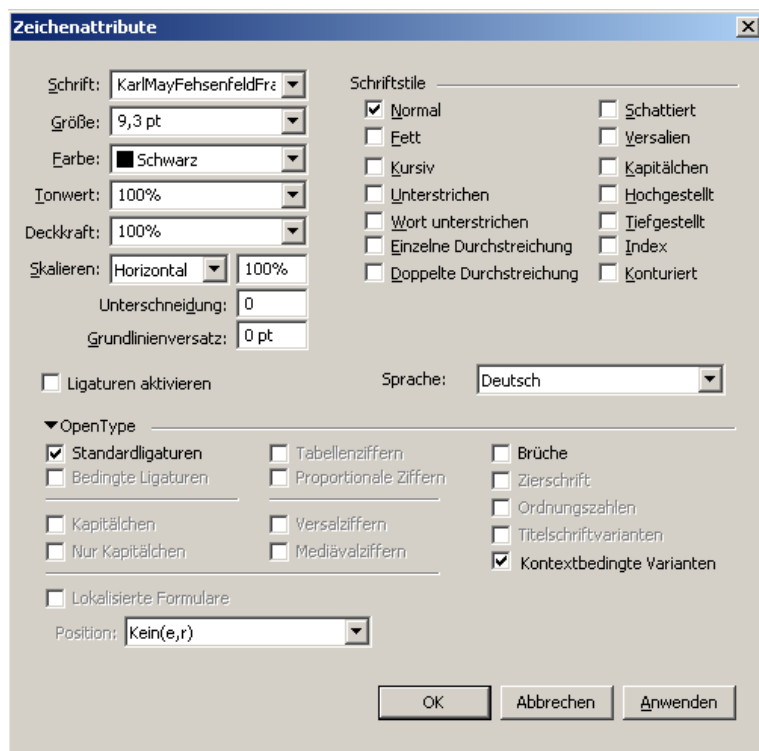 Zeichenattribute
Schrift: KarlMayFehsenfeldFra
Größe: 9,3 pt
Farbe: Schwarz
Tonwert: 100%
Deckkraft: 100%
Skalieren: Horizontal 100%
Unterschneidung: 0
Grundlinienversatz: 0 pt
Schriftstile
Normal Schattiert
Fett Versalien
Kursiv Kapitälchen
Unterstrichen Hochgestellt
Wort unterstrichen Tiefgestellt
Einzelne Durchstreichung Index
Doppelte Durchstreichung Konturiert
Ligaturen aktivieren Sprache: Deutsch
OpenType
Standardligaturen Tabellenziffern Brüche
Bedingte Ligaturen Proportionale Ziffern Zierschrift
Ordnungszahlen
Kapitälchen Versalziffern
Titelschriftvarianten
Nur Kapitälchen Mediävalziffern
Kontextbedingte Varianten
Lokalisierte Formulare
Position: Kein(e,r)
OK Abbrechen Anwenden